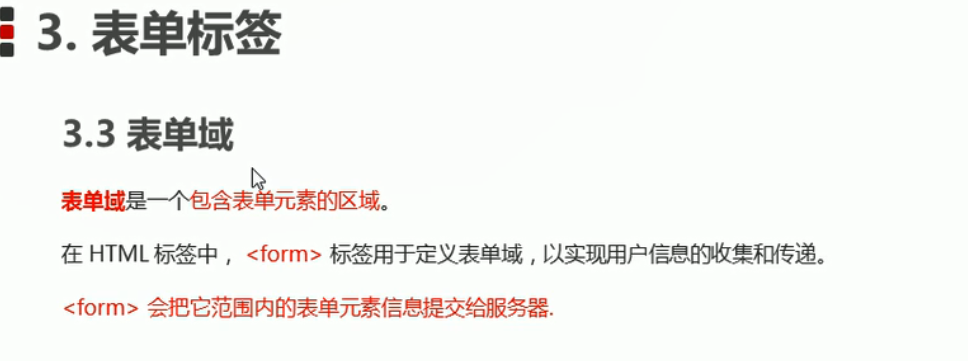 3. 表单标签
3.3 表单域
表单域是一个包含表单元素的区域。
在 HTML 标签中， <form> 标签用于定义表单域，以实现用户信息的收集和传递。
<form> 会把它范围内的表单元素信息提交给服务器.